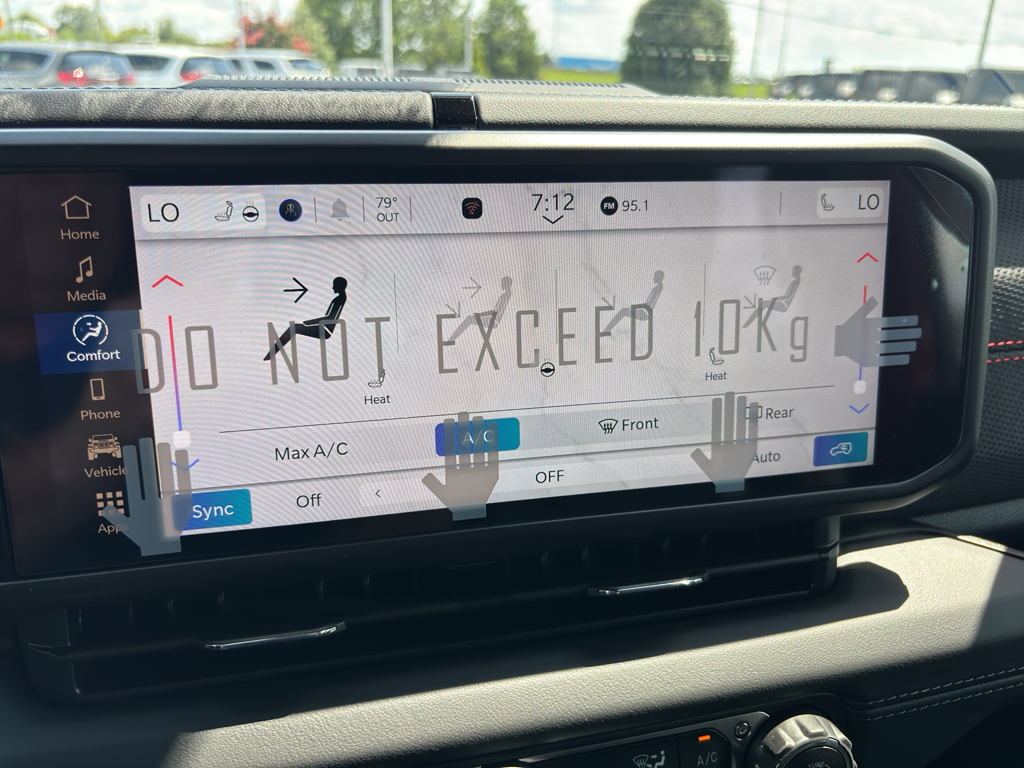 LO 79° OUT 7:12 FM 95.1 LO
Home
Media
Comfort
Phone
Vehicle
App
DO NOT EXCEED 10Kg
Heat
Heat
Max A/C A/C Front Rear
Sync Off OFF Auto
A/C